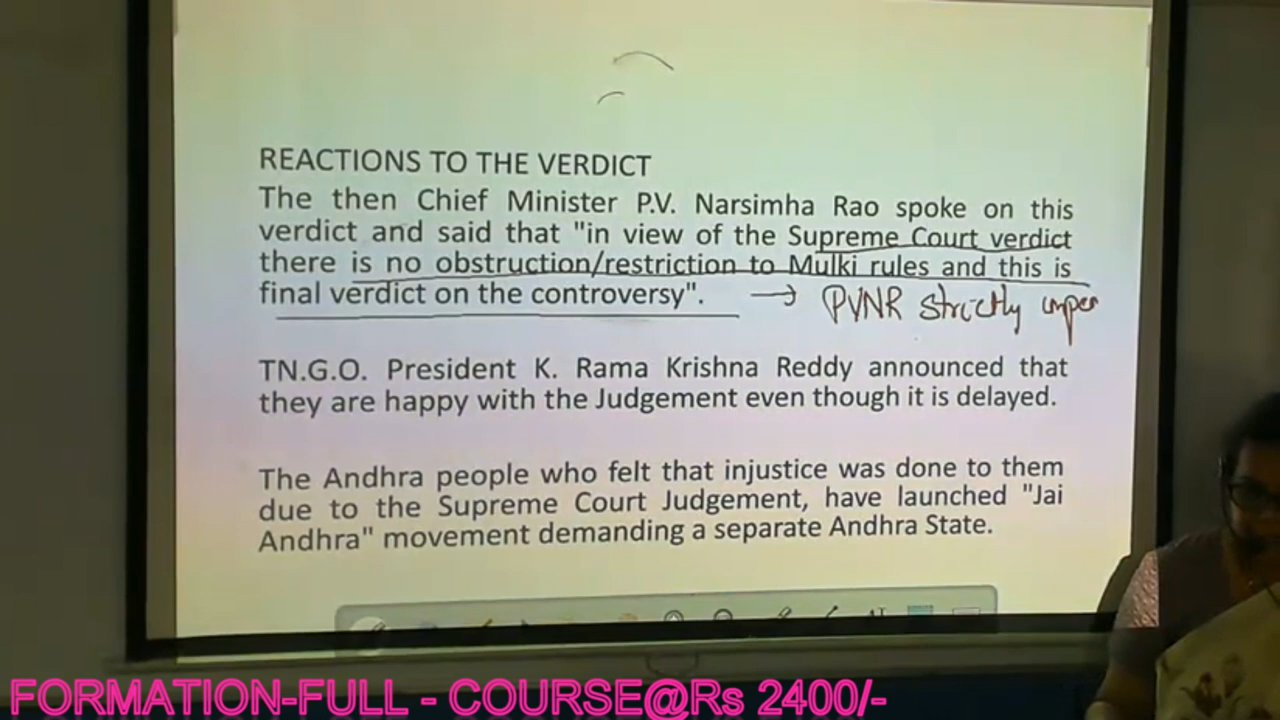 REACTIONS TO THE VERDICT
The then Chief Minister P.V. Narsimha Rao spoke on this
verdict and said that "in view of the Supreme Court verdict
there is no obstruction/restriction to Mulki rules and this is
final verdict on the controversy".
→ PVNR strictly
TN.G.O. President K. Rama Krishna Reddy announced that
they are happy with the Judgement even though it is delayed.
The Andhra people who felt that injustice was done to them
due to the Supreme Court Judgement, have launched "Jai
Andhra" movement demanding a separate Andhra State.
FORMATION-FULL - COURSE@Rs 2400/-